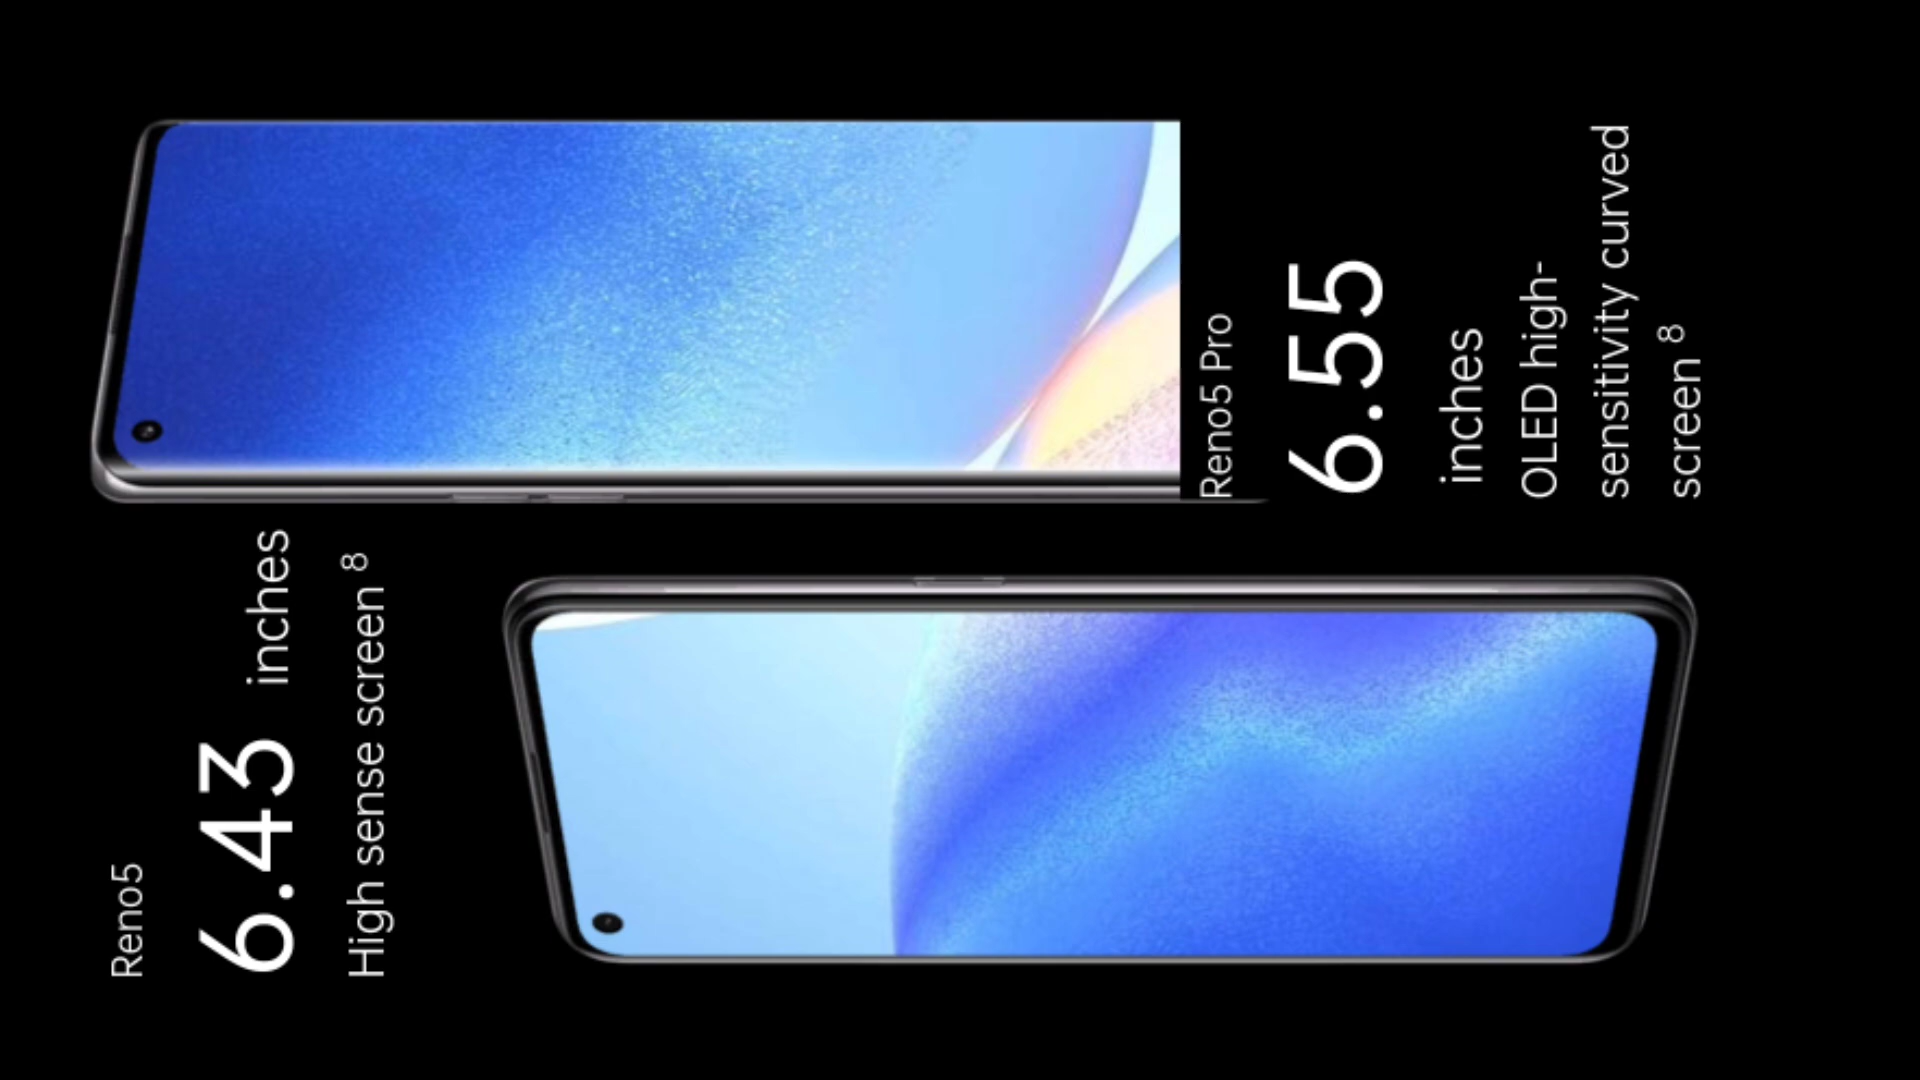 Reno5
6.43 inches
High sense screen 8
Reno5 Pro
6.55
inches
OLED high-
sensitivity curved
screen 8